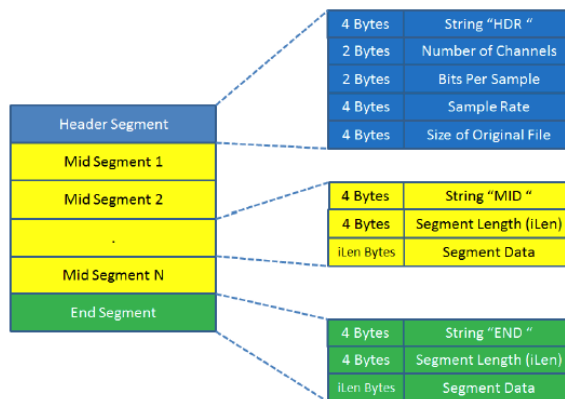 4 Bytes String "HDR "
2 Bytes Number of Channels
2 Bytes Bits Per Sample
4 Bytes Sample Rate
4 Bytes Size of Original File
Header Segment
Mid Segment 1
Mid Segment 2
.
Mid Segment N
End Segment
4 Bytes String "MID "
4 Bytes Segment Length (iLen)
iLen Bytes Segment Data
4 Bytes String "END "
4 Bytes Segment Length (iLen)
iLen Bytes Segment Data